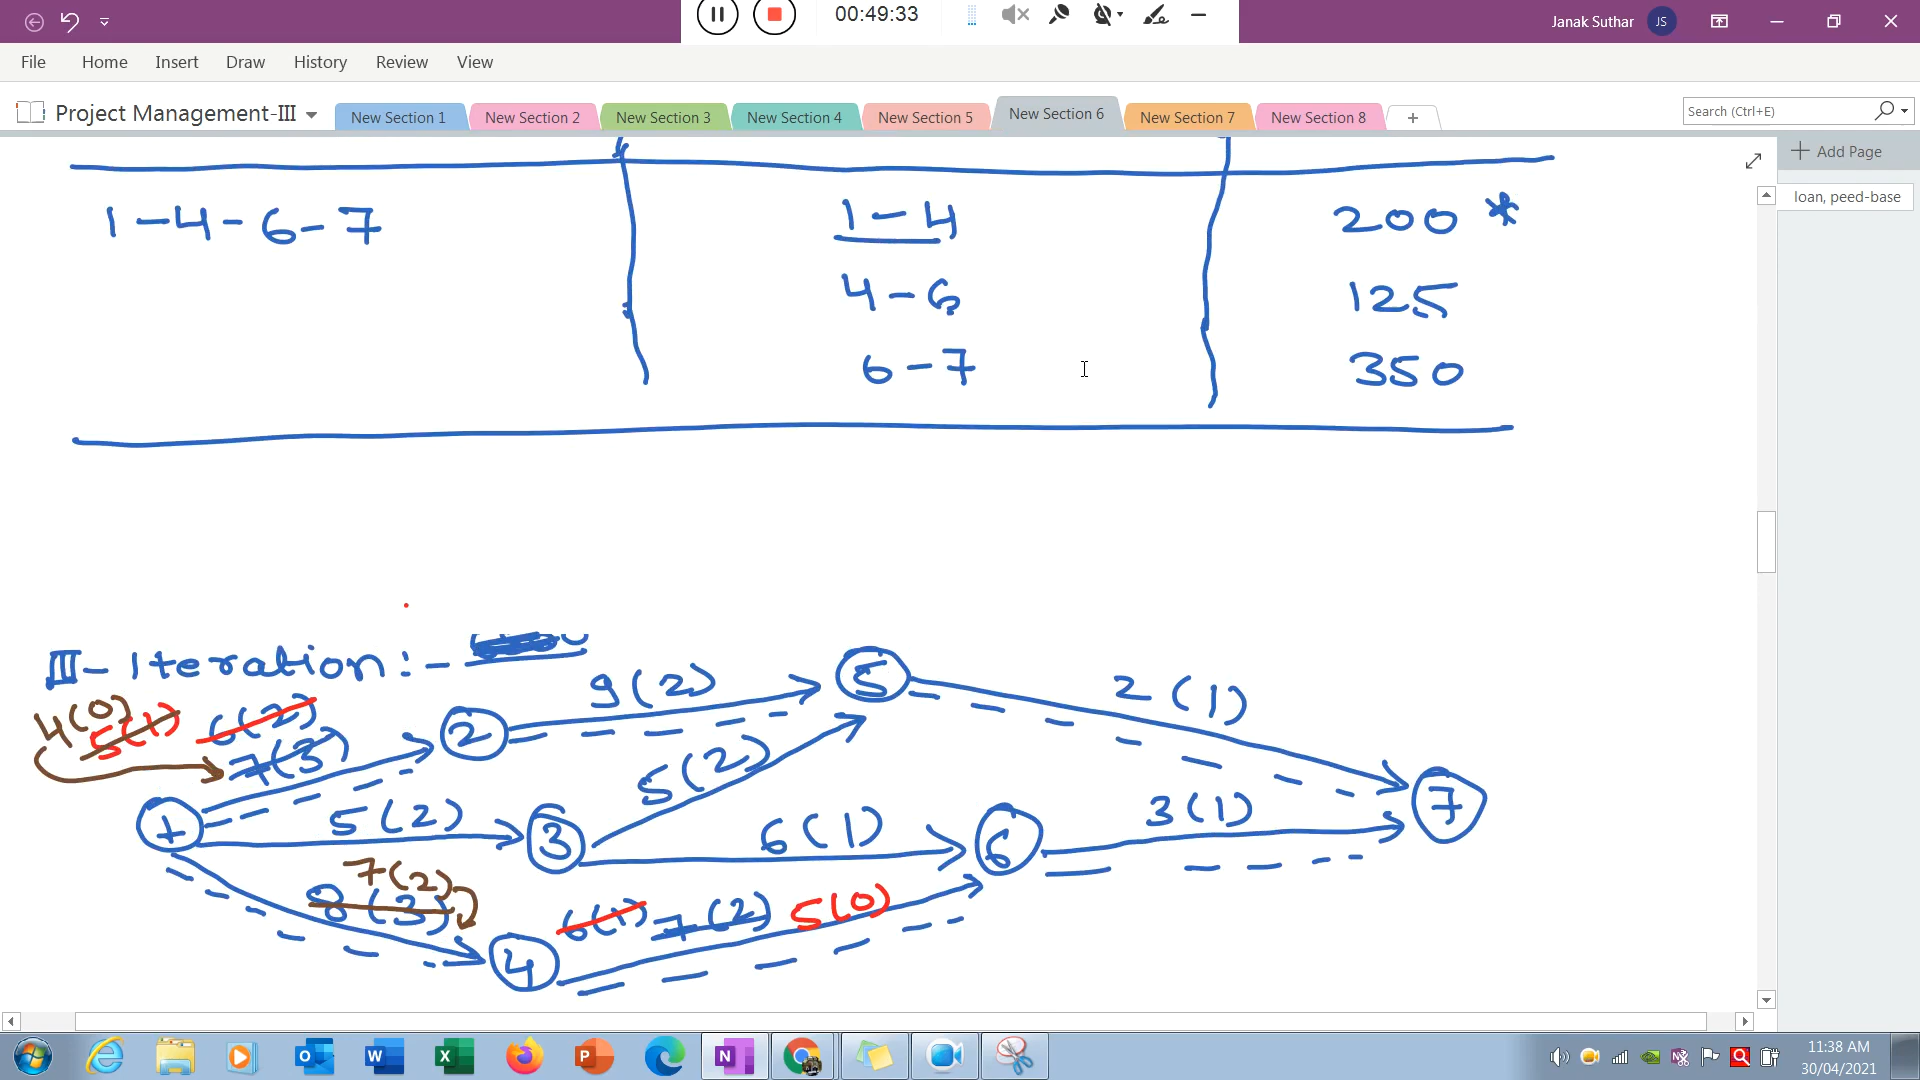 00:49:33
Janak Suthar JS
File Home Insert Draw History Review View
Project Management-III New Section 1 New Section 2 New Section 3 New Section 4 New Section 5 New Section 6 New Section 7 New Section 8 + Search (Ctrl+E)
Add Page
loan, peed-base
1-4-6-7 1-4 200 *
4-6 125
6-7 350
III-Iteration:-
4(0) 5(1) 6(2)
7(3)
9(2)
5
2(1)
2
5(2)
5(2)
1
3
6(1)
6
3(1)
7
7(2)
8(3)
6(1) 7(2) 5(0)
4
11:38 AM
30/04/2021